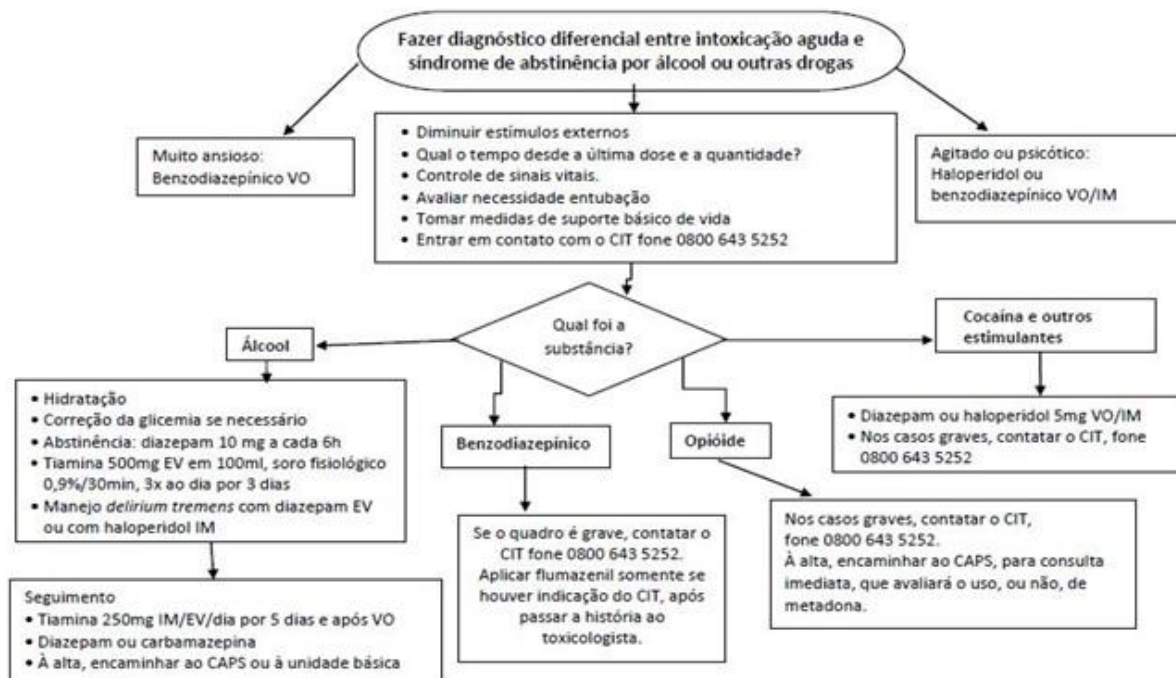 Fazer diagnóstico diferencial entre intoxicação aguda e
síndrome de abstinência por álcool ou outras drogas
Muito ansioso:
Benzodiazepínico VO
• Diminuir estímulos externos
• Qual o tempo desde a última dose e a quantidade?
• Controle de sinais vitais.
• Avaliar necessidade entubação
• Tomar medidas de suporte básico de vida
• Entrar em contato com o CIT fone 0800 643 5252
Agitado ou psicótico:
Haloperidol ou
benzodiazepínico VO/IM
Qual foi a
substância?
Álcool
• Hidratação
• Correção da glicemia se necessário
• Abstinência: diazepam 10 mg a cada 6h
• Tiamina 500mg EV em 100ml, soro fisiológico
0,9%/30min, 3x ao dia por 3 dias
• Manejo delirium tremens com diazepam EV
ou com haloperidol IM
Seguimento
• Tiamina 250mg IM/EV/dia por 5 dias e após VO
• Diazepam ou carbamazepina
• À alta, encaminhar ao CAPS ou à unidade básica
Benzodiazepínico
Se o quadro é grave, contatar o
CIT fone 0800 643 5252.
Aplicar flumazenil somente se
houver indicação do CIT, após
passar a história ao
toxicologista.
Opióide
Nos casos graves, contatar o CIT,
fone 0800 643 5252.
À alta, encaminhar ao CAPS, para consulta
imediata, que avaliará o uso, ou não, de
metadona.
Cocaína e outros
estimulantes
• Diazepam ou haloperidol 5mg VO/IM
• Nos casos graves, contatar o CIT, fone
0800 643 5252